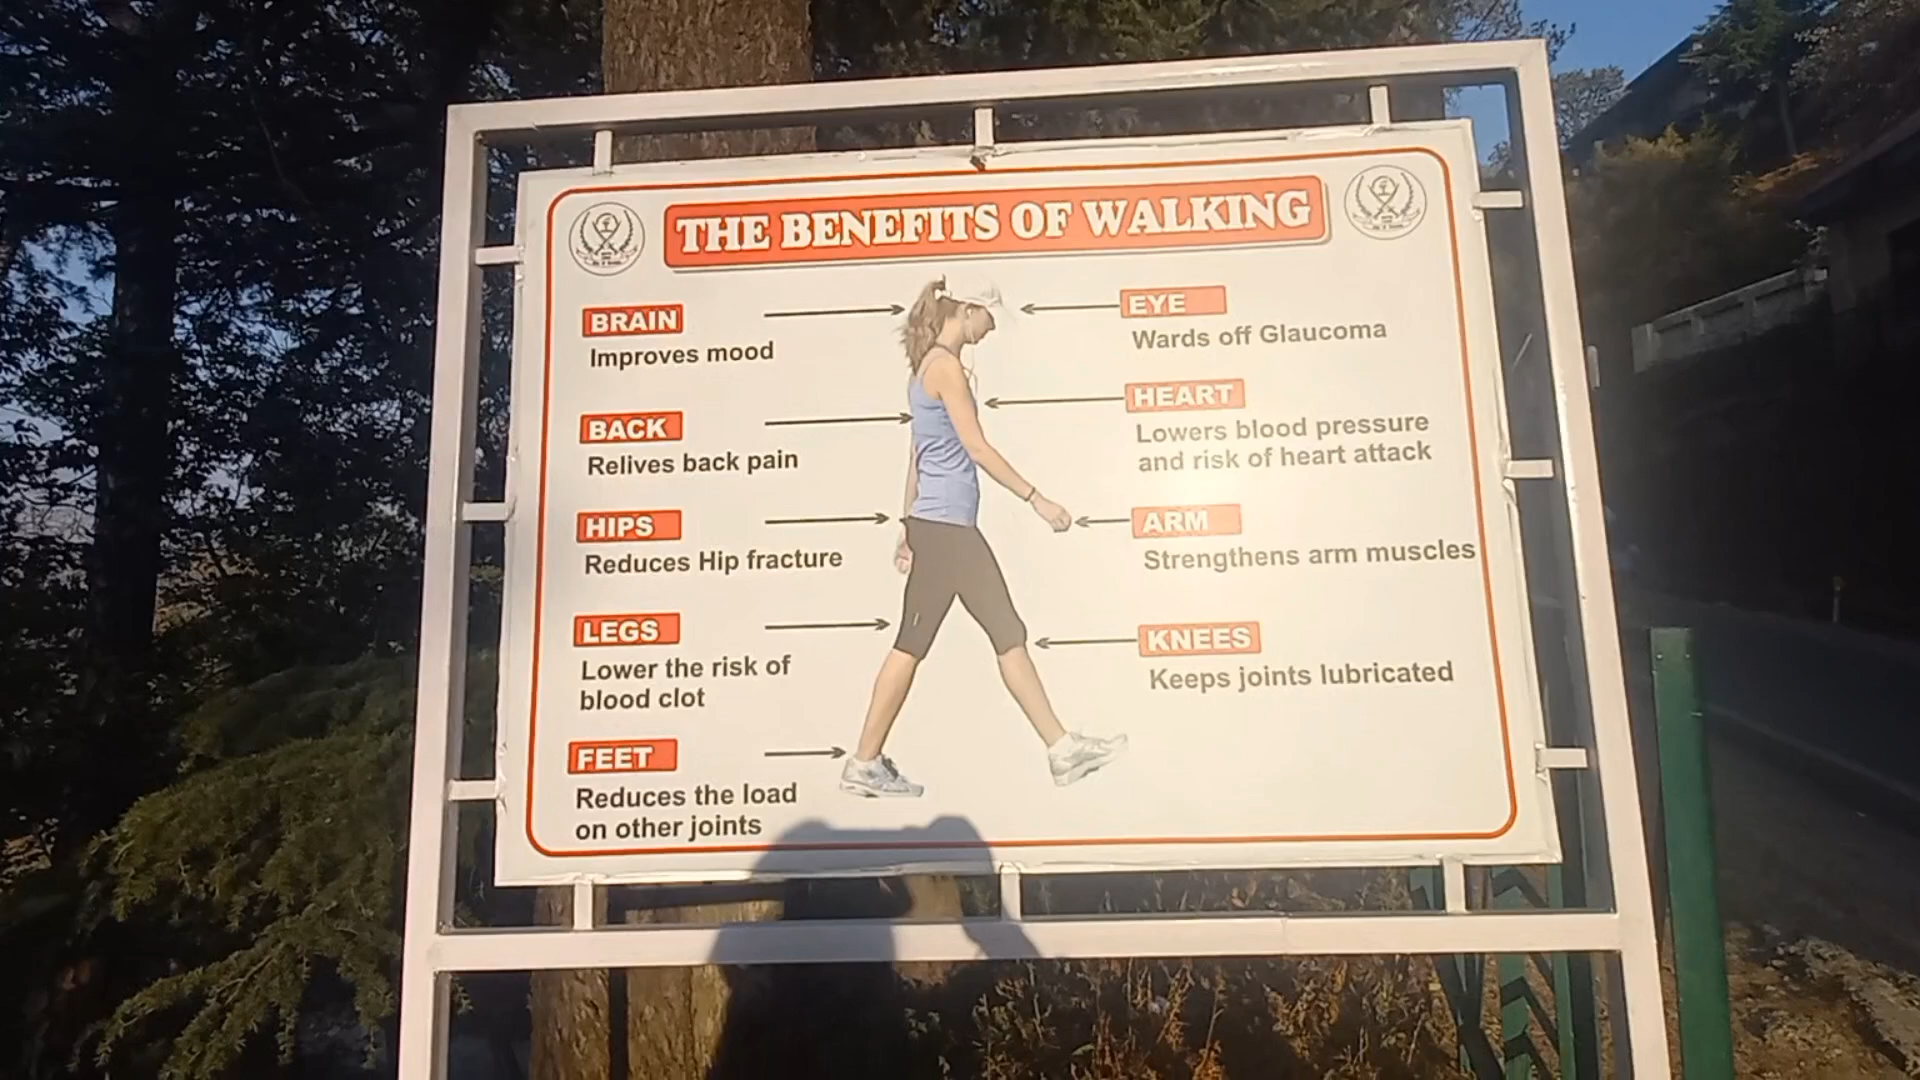 THE BENEFITS OF WALKING
BRAIN
Improves mood
BACK
Relives back pain
HIPS
Reduces Hip fracture
LEGS
Lower the risk of
blood clot
FEET
Reduces the load
on other joints
EYE
Wards off Glaucoma
HEART
Lowers blood pressure
and risk of heart attack
ARM
Strengthens arm muscles
KNEES
Keeps joints lubricated